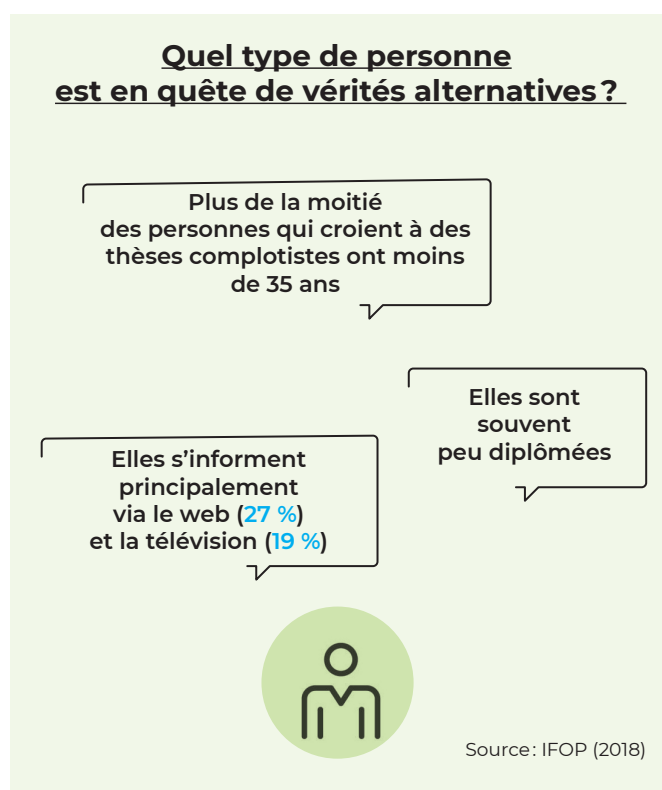 Quel type de personne
est en quête de vérités alternatives ?
Plus de la moitié
des personnes qui croient à des
thèses complotistes ont moins
de 35 ans
Elles sont
souvent
peu diplômées
Elles s’informent
principalement
via le web (27 %)
et la télévision (19 %)
Source : IFOP (2018)